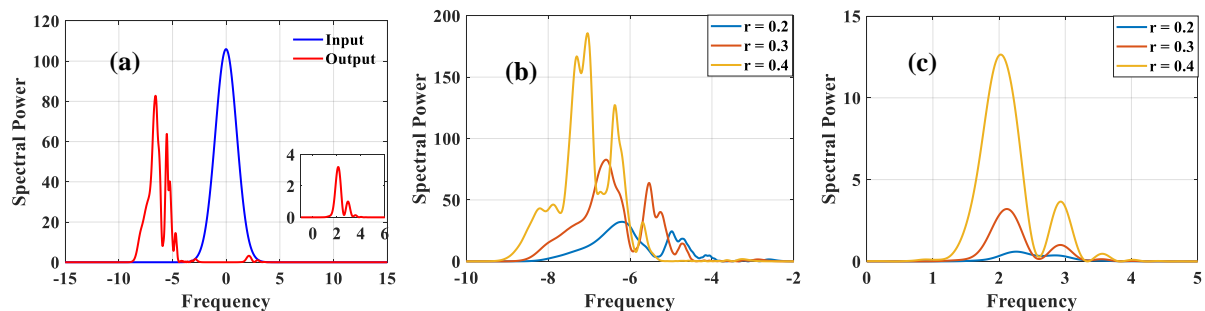 (a)
Input
Output
Spectral Power
120
100
80
60
40
20
0
-15 -10 -5 0 5 10 15
Frequency
4
2
0
0 2 4 6
(b)
r = 0.2
r = 0.3
r = 0.4
Spectral Power
200
150
100
50
0
-10 -8 -6 -4 -2
Frequency
(c)
r = 0.2
r = 0.3
r = 0.4
Spectral Power
15
10
5
0
0 1 2 3 4 5
Frequency